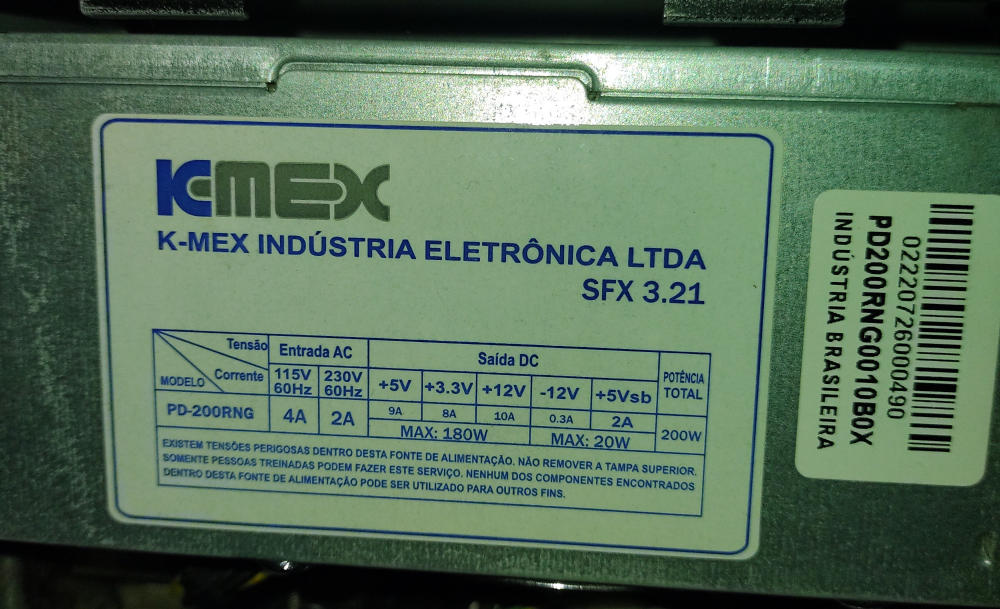 K-MEX
K-MEX INDÚSTRIA ELETRÔNICA LTDA
SFX 3.21
Tensão
Corrente
MODELO
Entrada AC
Saída DC
POTÊNCIA
TOTAL
115V
60Hz
230V
60Hz
+5V
+3.3V
+12V
-12V
+5Vsb
PD-200RNG
4A
2A
9A
8A
10A
0.3A
2A
200W
MAX: 180W
MAX: 20W
EXISTEM TENSÕES PERIGOSAS DENTRO DESTA FONTE DE ALIMENTAÇÃO. NÃO REMOVER A TAMPA SUPERIOR.
SOMENTE PESSOAS TREINADAS PODEM FAZER ESTE SERVIÇO. NENHUM DOS COMPONENTES ENCONTRADOS
DENTRO DESTA FONTE DE ALIMENTAÇÃO PODE SER UTILIZADO PARA OUTROS FINS.
0222072600490
PD200RNG0010B0X
INDÚSTRIA BRASILEIRA